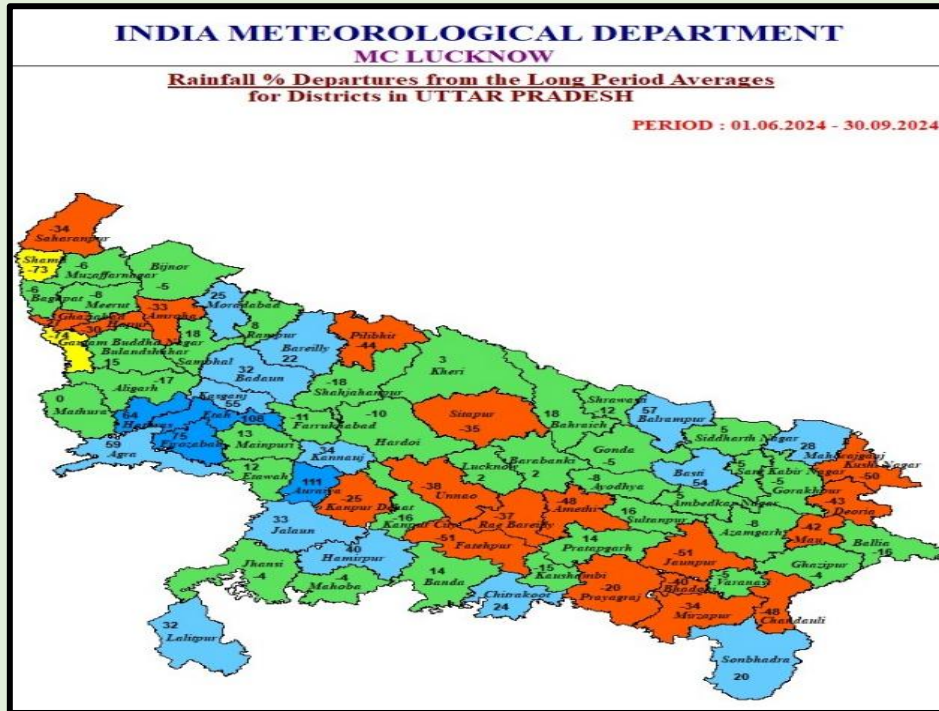 INDIA METEOROLOGICAL DEPARTMENT
MC LUCKNOW
Rainfall % Departures from the Long Period Averages
for Districts in UTTAR PRADESH
PERIOD : 01.06.2024 - 30.09.2024
-34
Saharanpur
Shamli
-73
-6
Muzaffarnagar
Bijnor
-5
-6
Bagpat
-8
Meerut
Ghaziabad
-30
Hapur
-33
Amroha
25
Moradabad
8
Rampur
-74
Gautam Buddha Nagar
Bulandshahar
15
18
Sambhal
Bareilly
22
Pilibhit
-44
32
Badaun
-17
Aligarh
0
Mathura
Kasganj
55
64
Hathras
Etah
108
75
Firozabad
59
Agra
13
Mainpuri
-11
Farrukhabad
-18
Shahjahanpur
-10
Hardoi
3
Kheri
Sitapur
-35
18
Bahraich
Shrawasti
-12
57
Balrampur
5
Siddharth Nagar
28
Maharajganj
Kushi Nagar
-50
34
Kannauj
12
Etawah
111
Auraiya
-25
Kanpur Dehat
-16
Kanpur City
-38
Unnao
Lucknow
2
Barabanki
2
Gonda
-5
-8
Ayodhya
Basti
54
5
Sant Kabir Nagar
-5
Gorakhpur
-43
Deoria
5
Ambedkar Nagar
-37
Rae Bareilly
-48
Amethi
16
Sultanpur
-8
Azamgarh
-42
Mau
Ballia
-16
33
Jalaun
40
Hamirpur
-51
Fatehpur
14
Pratapgarh
-51
Jaunpur
Ghazipur
-4
Jhansi
-4
-4
Mahoba
14
Banda
-15
Kaushambi
Chitrakoot
24
-20
Prayagraj
-40
Bhadohi
-5
Varanasi
-34
Mirzapur
-48
Chandauli
32
Lalitpur
Sonbhadra
20